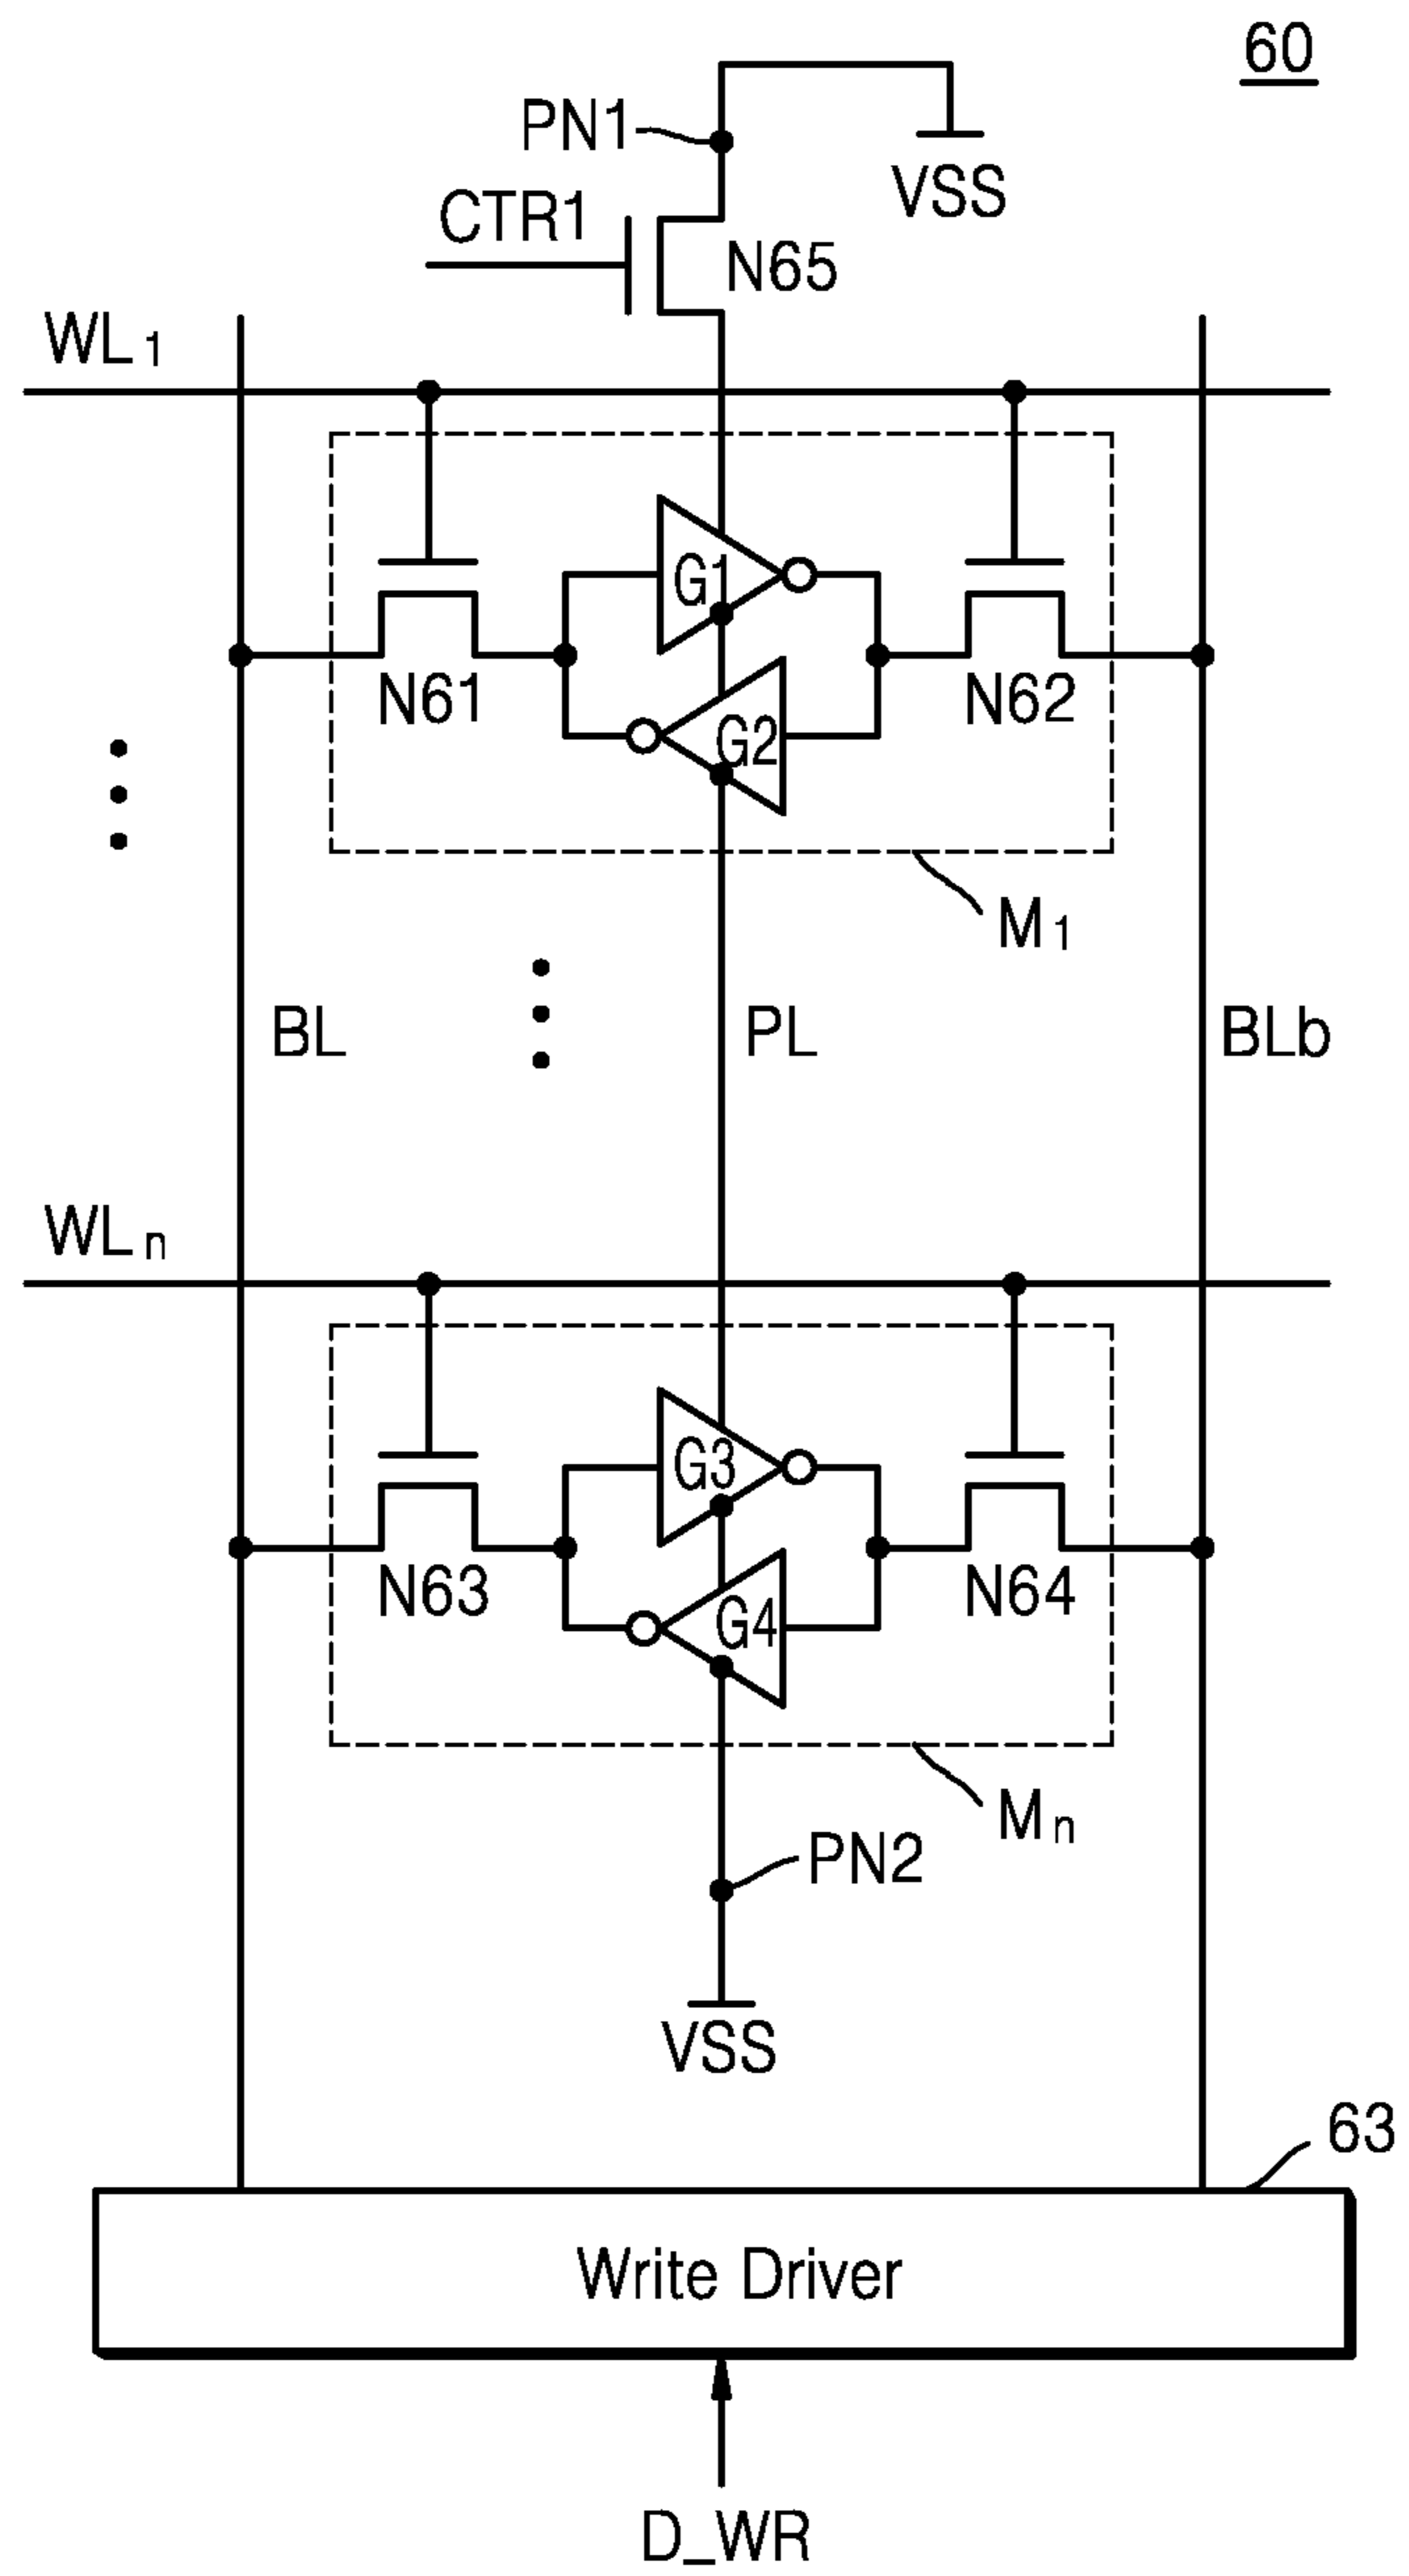 60
PN1
VSS
CTR1
N65
WL1
G1
N61
N62
G2
M1
BL
PL
BLb
WLn
G3
N63
N64
G4
Mn
PN2
VSS
63
Write Driver
D_WR